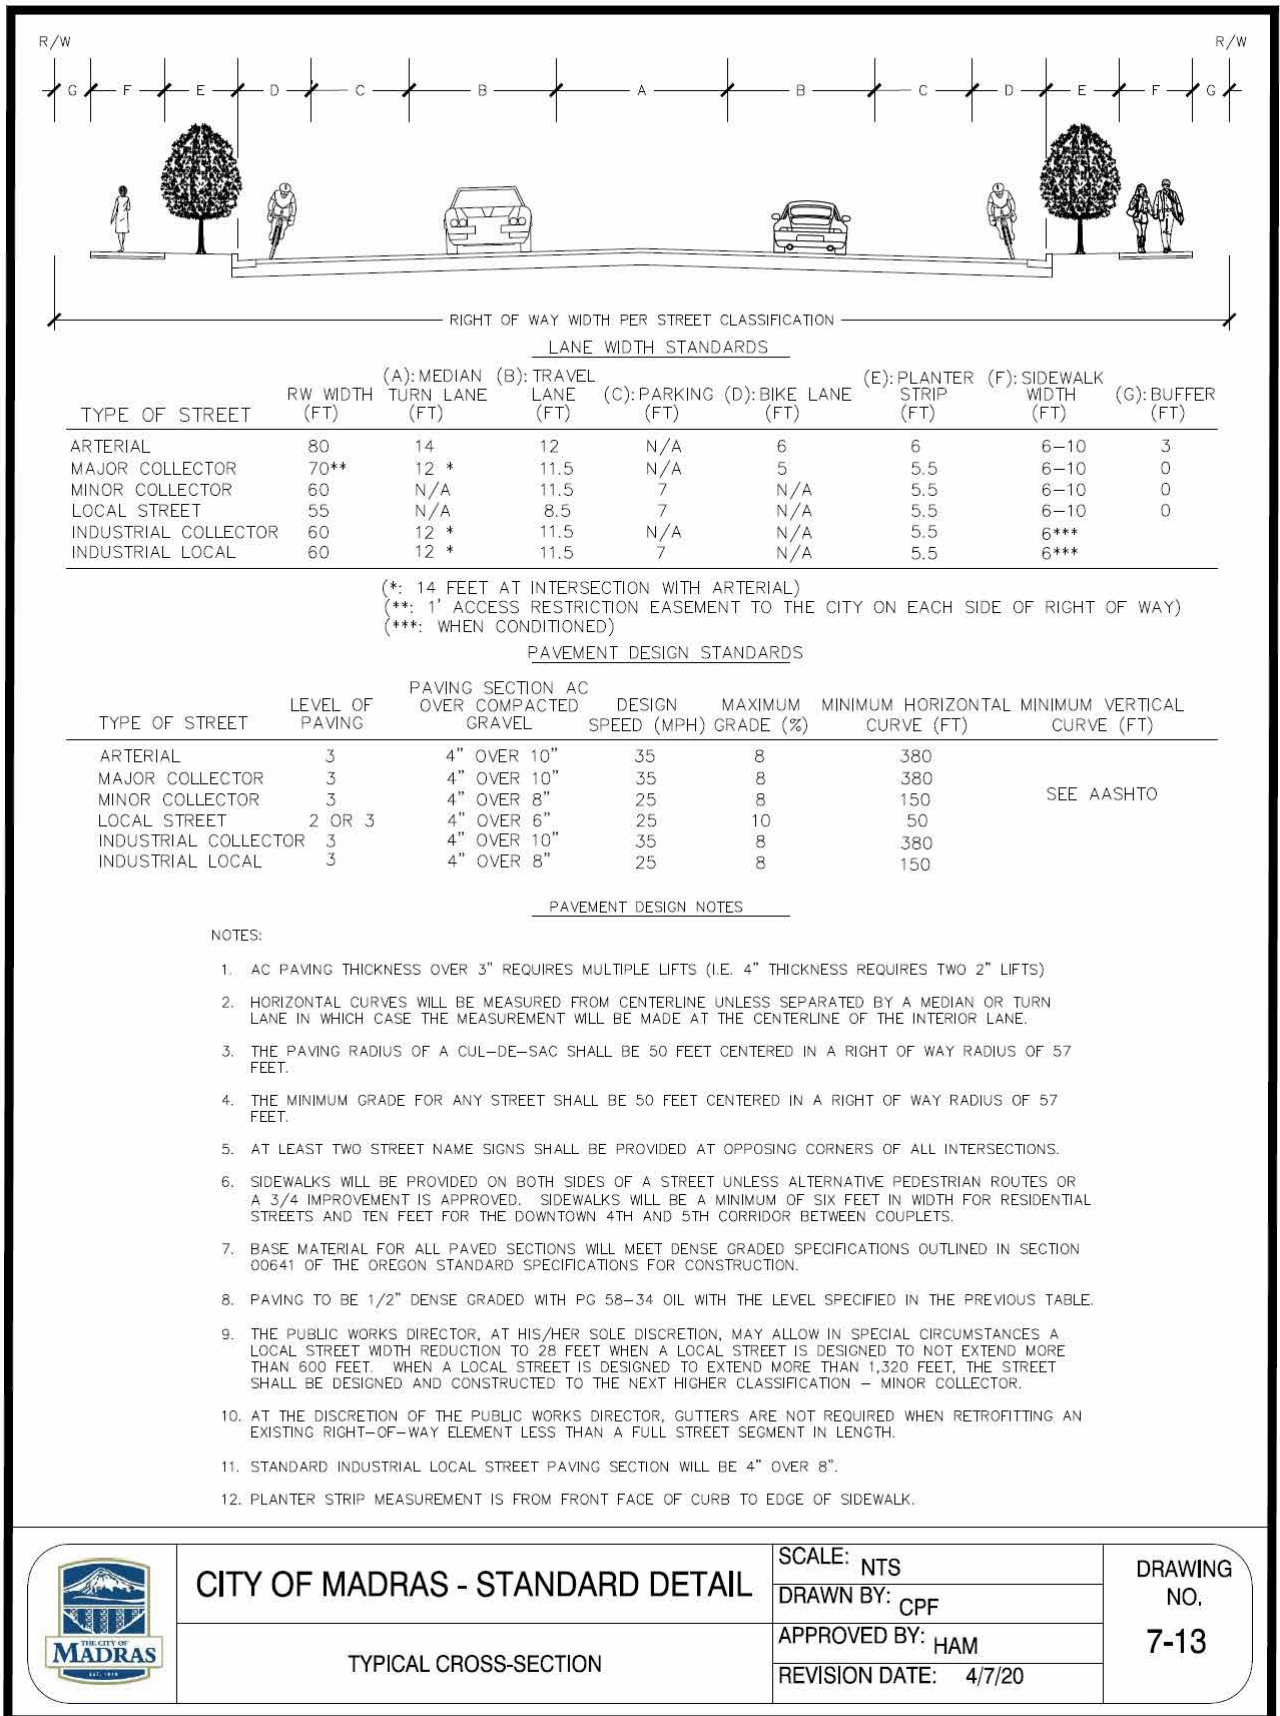 R/W R/W
G F E D C B A B C D E F G
RIGHT OF WAY WIDTH PER STREET CLASSIFICATION
LANE WIDTH STANDARDS
TYPE OF STREET RW WIDTH (FT) (A): MEDIAN TURN LANE (FT) (B): TRAVEL LANE (FT) (C): PARKING (FT) (D): BIKE LANE (FT) (E): PLANTER STRIP (FT) (F): SIDEWALK WIDTH (FT) (G): BUFFER (FT)
ARTERIAL 80 14 12 N/A 6 6 6-10 3
MAJOR COLLECTOR 70** 12 * 11.5 N/A 5 5.5 6-10 0
MINOR COLLECTOR 60 N/A 11.5 7 N/A 5.5 6-10 0
LOCAL STREET 55 N/A 8.5 7 N/A 5.5 6-10 0
INDUSTRIAL COLLECTOR 60 12 * 11.5 N/A N/A 5.5 6***
INDUSTRIAL LOCAL 60 12 * 11.5 7 N/A 5.5 6***
(*: 14 FEET AT INTERSECTION WITH ARTERIAL)
(**: 1' ACCESS RESTRICTION EASEMENT TO THE CITY ON EACH SIDE OF RIGHT OF WAY)
(***: WHEN CONDITIONED)
PAVEMENT DESIGN STANDARDS
TYPE OF STREET LEVEL OF PAVING PAVING SECTION AC OVER COMPACTED GRAVEL DESIGN SPEED (MPH) MAXIMUM GRADE (%) MINIMUM HORIZONTAL CURVE (FT) MINIMUM VERTICAL CURVE (FT)
ARTERIAL 3 4" OVER 10" 35 8 380
MAJOR COLLECTOR 3 4" OVER 10" 35 8 380
MINOR COLLECTOR 3 4" OVER 8" 25 8 150 SEE AASHTO
LOCAL STREET 2 OR 3 4" OVER 6" 25 10 50
INDUSTRIAL COLLECTOR 3 4" OVER 10" 35 8 380
INDUSTRIAL LOCAL 3 4" OVER 8" 25 8 150
PAVEMENT DESIGN NOTES
NOTES:
1. AC PAVING THICKNESS OVER 3" REQUIRES MULTIPLE LIFTS (I.E. 4" THICKNESS REQUIRES TWO 2" LIFTS)
2. HORIZONTAL CURVES WILL BE MEASURED FROM CENTERLINE UNLESS SEPARATED BY A MEDIAN OR TURN
LANE IN WHICH CASE THE MEASUREMENT WILL BE MADE AT THE CENTERLINE OF THE INTERIOR LANE.
3. THE PAVING RADIUS OF A CUL-DE-SAC SHALL BE 50 FEET CENTERED IN A RIGHT OF WAY RADIUS OF 57
FEET.
4. THE MINIMUM GRADE FOR ANY STREET SHALL BE 50 FEET CENTERED IN A RIGHT OF WAY RADIUS OF 57
FEET.
5. AT LEAST TWO STREET NAME SIGNS SHALL BE PROVIDED AT OPPOSING CORNERS OF ALL INTERSECTIONS.
6. SIDEWALKS WILL BE PROVIDED ON BOTH SIDES OF A STREET UNLESS ALTERNATIVE PEDESTRIAN ROUTES OR
A 3/4 IMPROVEMENT IS APPROVED. SIDEWALKS WILL BE A MINIMUM OF SIX FEET IN WIDTH FOR RESIDENTIAL
STREETS AND TEN FEET FOR THE DOWNTOWN 4TH AND 5TH CORRIDOR BETWEEN COUPLETS.
7. BASE MATERIAL FOR ALL PAVED SECTIONS WILL MEET DENSE GRADED SPECIFICATIONS OUTLINED IN SECTION
00641 OF THE OREGON STANDARD SPECIFICATIONS FOR CONSTRUCTION.
8. PAVING TO BE 1/2" DENSE GRADED WITH PG 58-34 OIL WITH THE LEVEL SPECIFIED IN THE PREVIOUS TABLE.
9. THE PUBLIC WORKS DIRECTOR, AT HIS/HER SOLE DISCRETION, MAY ALLOW IN SPECIAL CIRCUMSTANCES A
LOCAL STREET WIDTH REDUCTION TO 28 FEET WHEN A LOCAL STREET IS DESIGNED TO NOT EXTEND MORE
THAN 600 FEET. WHEN A LOCAL STREET IS DESIGNED TO EXTEND MORE THAN 1,320 FEET, THE STREET
SHALL BE DESIGNED AND CONSTRUCTED TO THE NEXT HIGHER CLASSIFICATION - MINOR COLLECTOR.
10. AT THE DISCRETION OF THE PUBLIC WORKS DIRECTOR, GUTTERS ARE NOT REQUIRED WHEN RETROFITTING AN
EXISTING RIGHT-OF-WAY ELEMENT LESS THAN A FULL STREET SEGMENT IN LENGTH.
11. STANDARD INDUSTRIAL LOCAL STREET PAVING SECTION WILL BE 4" OVER 8".
12. PLANTER STRIP MEASUREMENT IS FROM FRONT FACE OF CURB TO EDGE OF SIDEWALK.
THE CITY OF
MADRAS
CITY OF MADRAS - STANDARD DETAIL
TYPICAL CROSS-SECTION
SCALE: NTS
DRAWN BY: CPF
APPROVED BY: HAM
REVISION DATE: 4/7/20
DRAWING
NO.
7-13